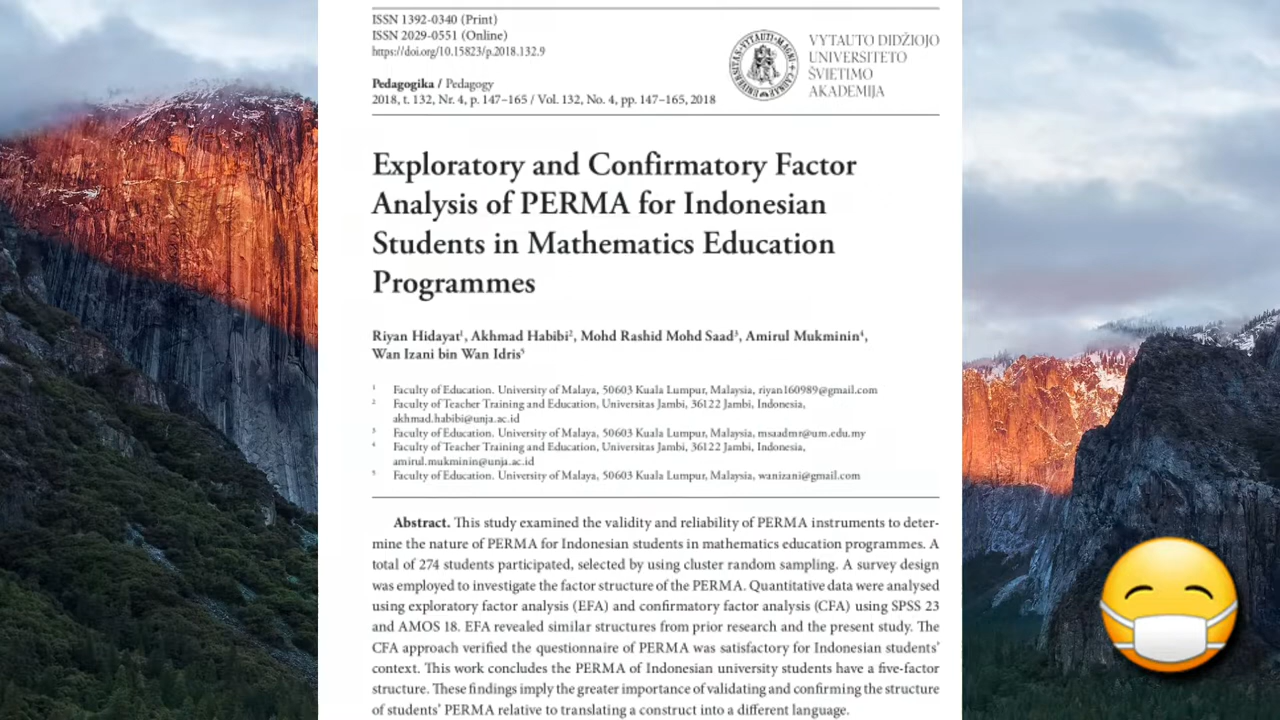 ISSN 1392-0340 (Print)
ISSN 2029-0551 (Online)
https://doi.org/10.15823/p.2018.132.9
Pedagogika / Pedagogy
2018, t. 132, Nr. 4, p. 147–165 / Vol. 132, No. 4, pp. 147–165, 2018
VYTAUTO DIDŽIOJO
UNIVERSITETO
ŠVIETIMO
AKADEMIJA
Exploratory and Confirmatory Factor
Analysis of PERMA for Indonesian
Students in Mathematics Education
Programmes
Riyan Hidayat¹, Akhmad Habibi², Mohd Rashid Mohd Saad³, Amirul Mukminin⁴,
Wan Izani bin Wan Idris⁵
¹ Faculty of Education. University of Malaya, 50603 Kuala Lumpur, Malaysia, riyan160989@gmail.com
² Faculty of Teacher Training and Education, Universitas Jambi, 36122 Jambi, Indonesia,
akhmad.habibi@unja.ac.id
³ Faculty of Education. University of Malaya, 50603 Kuala Lumpur, Malaysia, msaadmr@um.edu.my
⁴ Faculty of Teacher Training and Education, Universitas Jambi, 36122 Jambi, Indonesia,
amirul.mukminin@unja.ac.id
⁵ Faculty of Education. University of Malaya, 50603 Kuala Lumpur, Malaysia, wanizani@gmail.com
Abstract. This study examined the validity and reliability of PERMA instruments to deter-
mine the nature of PERMA for Indonesian students in mathematics education programmes. A
total of 274 students participated, selected by using cluster random sampling. A survey design
was employed to investigate the factor structure of the PERMA. Quantitative data were analysed
using exploratory factor analysis (EFA) and confirmatory factor analysis (CFA) using SPSS 23
and AMOS 18. EFA revealed similar structures from prior research and the present study. The
CFA approach verified the questionnaire of PERMA was satisfactory for Indonesian students'
context. This work concludes the PERMA of Indonesian university students have a five-factor
structure. These findings imply the greater importance of validating and confirming the structure
of students' PERMA relative to translating a construct into a different language.